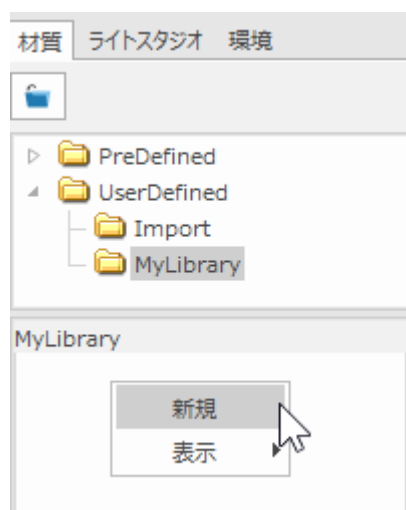 材質 ライトスタジオ 環境
PreDefined
UserDefined
Import
MyLibrary
MyLibrary
新規
表示